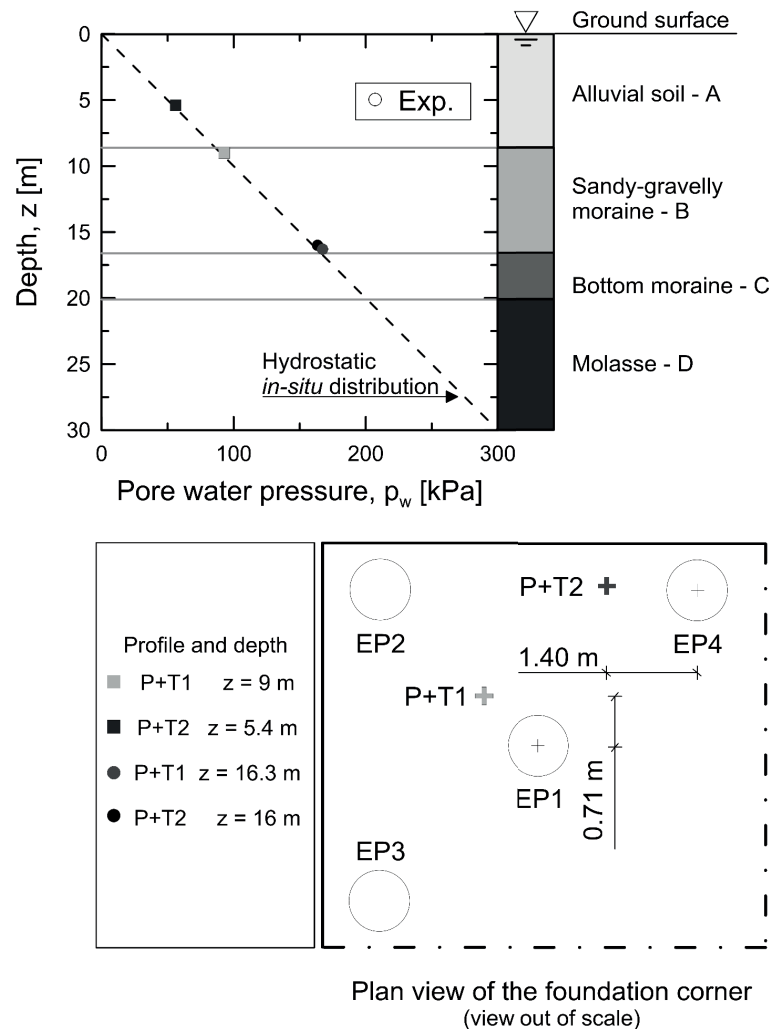 Ground surface
0
5
10
15
20
25
30
Depth, z [m]
Exp.
Alluvial soil - A
Sandy-gravelly
moraine - B
Bottom moraine - C
Molasse - D
Hydrostatic
in-situ distribution
0
100
200
300
Pore water pressure, pw [kPa]
Profile and depth
P+T1 z = 9 m
P+T2 z = 5.4 m
P+T1 z = 16.3 m
P+T2 z = 16 m
P+T2
EP2
EP4
1.40 m
P+T1
EP1
0.71 m
EP3
Plan view of the foundation corner
(view out of scale)